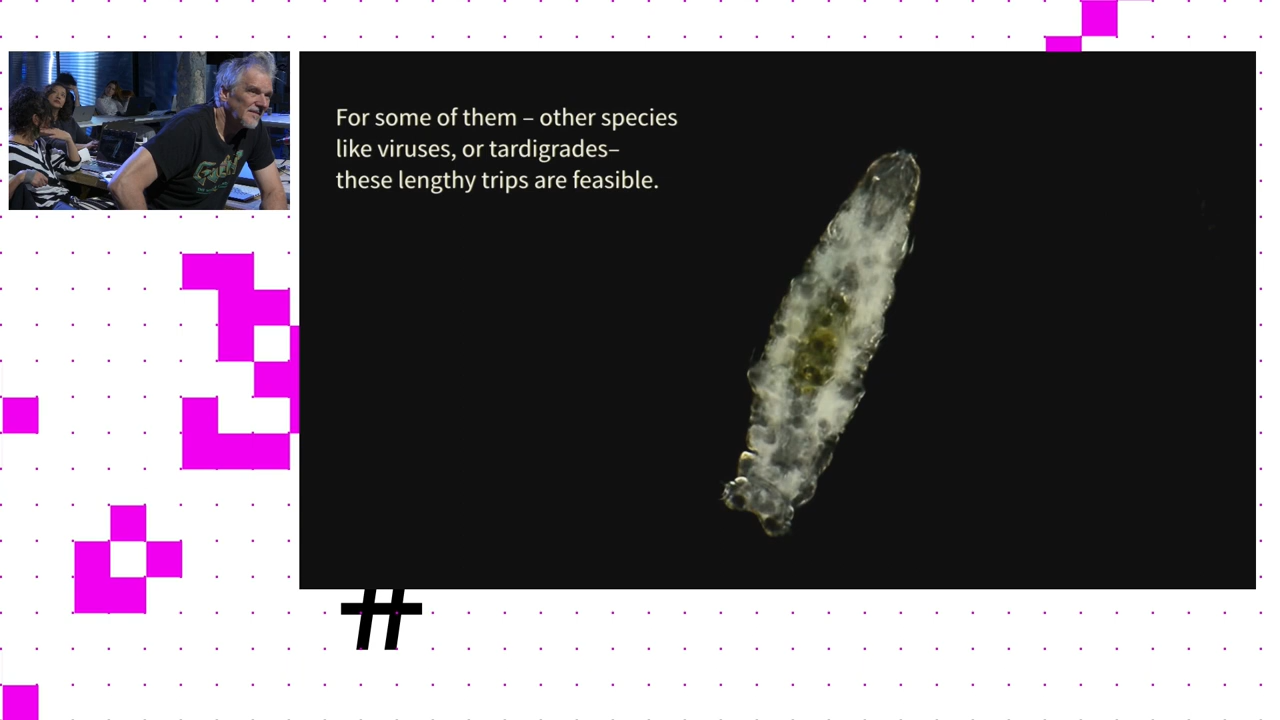 For some of them – other species
like viruses, or tardigrades–
these lengthy trips are feasible.
#